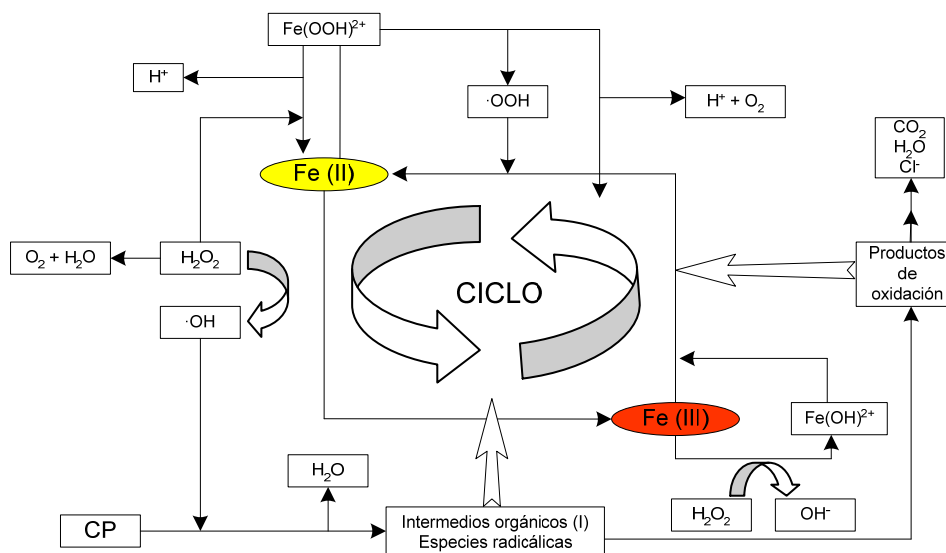 Fe(OOH)²⁺
H⁺
·OOH
H⁺ + O₂
CO₂
H₂O
Cl⁻
Fe (II)
O₂ + H₂O
H₂O₂
Productos
de
oxidación
CICLO
·OH
Fe (III)
Fe(OH)²⁺
H₂O
H₂O₂
OH⁻
CP
Intermedios orgánicos (I)
Especies radicálicas